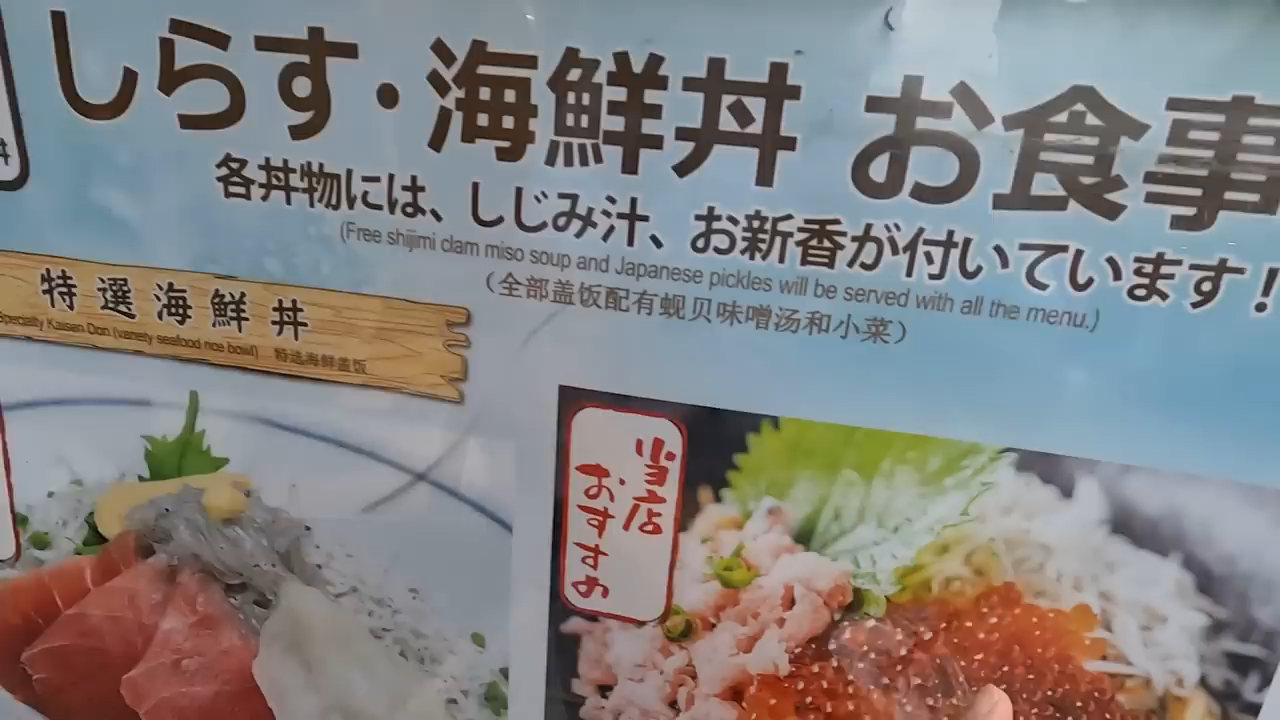 しらす・海鮮丼 お食事
各丼物には、しじみ汁、お新香が付いています!
(Free shijimi clam miso soup and Japanese pickles will be served with all the menu.)
(全部盖饭配有蚬贝味噌汤和小菜)
特選海鮮丼
Specialty Kaisen Don (variety seafood rice bowl) 特选海鲜盖饭
当店
おすすめ